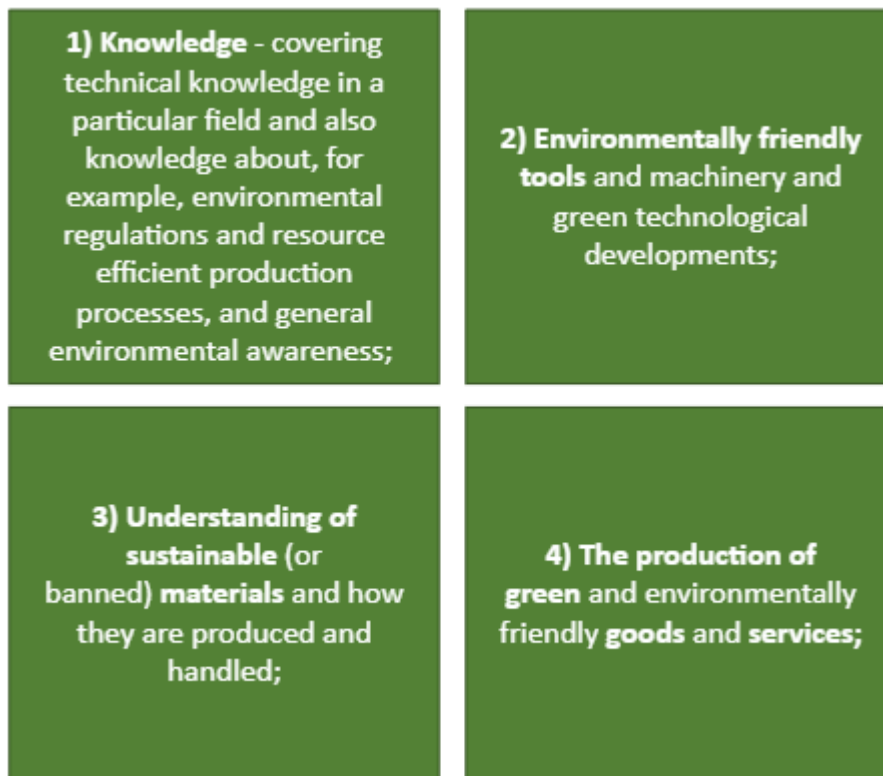 1) Knowledge - covering
technical knowledge in a
particular field and also
knowledge about, for
example, environmental
regulations and resource
efficient production
processes, and general
environmental awareness;
2) Environmentally friendly
tools and machinery and
green technological
developments;
3) Understanding of
sustainable (or
banned) materials and how
they are produced and
handled;
4) The production of
green and environmentally
friendly goods and services;